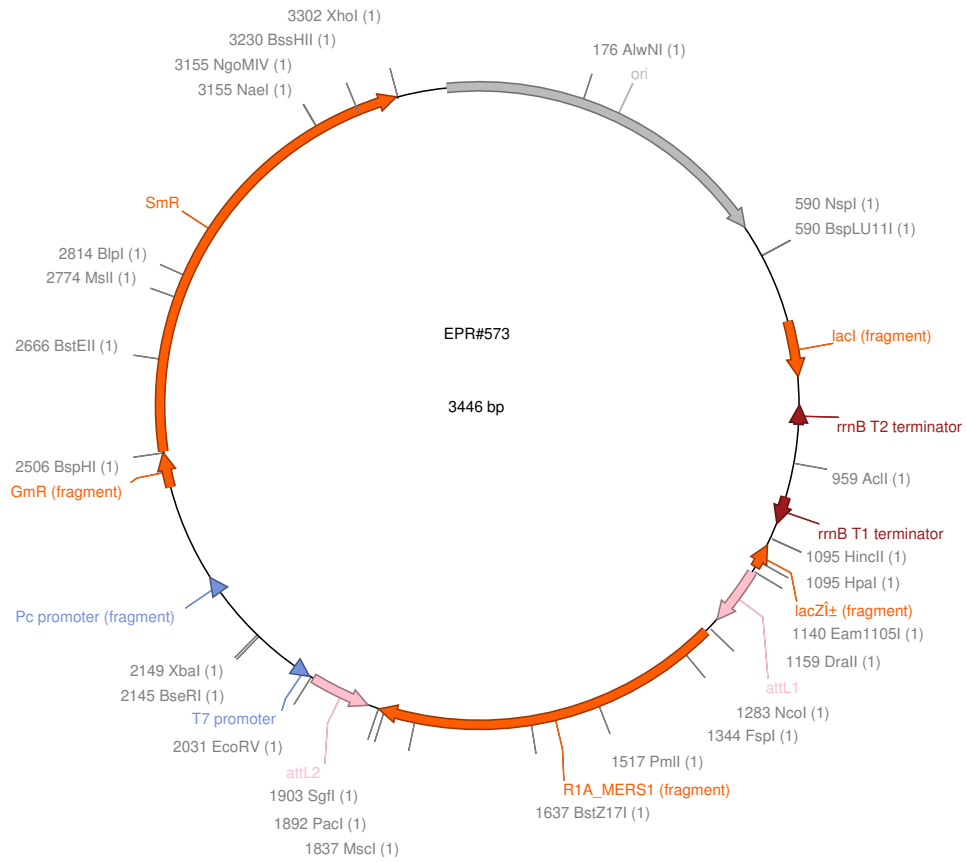 3302 XhoI (1)
3230 BssHII (1)
3155 NgoMIV (1)
3155 NaeI (1)
176 AlwNI (1)
ori
SmR
590 NspI (1)
590 BspLU11I (1)
2814 BlpI (1)
2774 MslI (1)
2666 BstEII (1)
EPR#573
lacI (fragment)
3446 bp
rrnB T2 terminator
2506 BspHI (1)
GmR (fragment)
959 AclI (1)
rrnB T1 terminator
1095 HincII (1)
1095 HpaI (1)
Pc promoter (fragment)
lacZÎ± (fragment)
1140 Eam1105I (1)
1159 DraII (1)
2149 XbaI (1)
2145 BseRI (1)
attL1
T7 promoter
1283 NcoI (1)
1344 FspI (1)
2031 EcoRV (1)
attL2
1517 PmlI (1)
1903 SgfI (1)
R1A_MERS1 (fragment)
1637 BstZ17I (1)
1892 PacI (1)
1837 MscI (1)